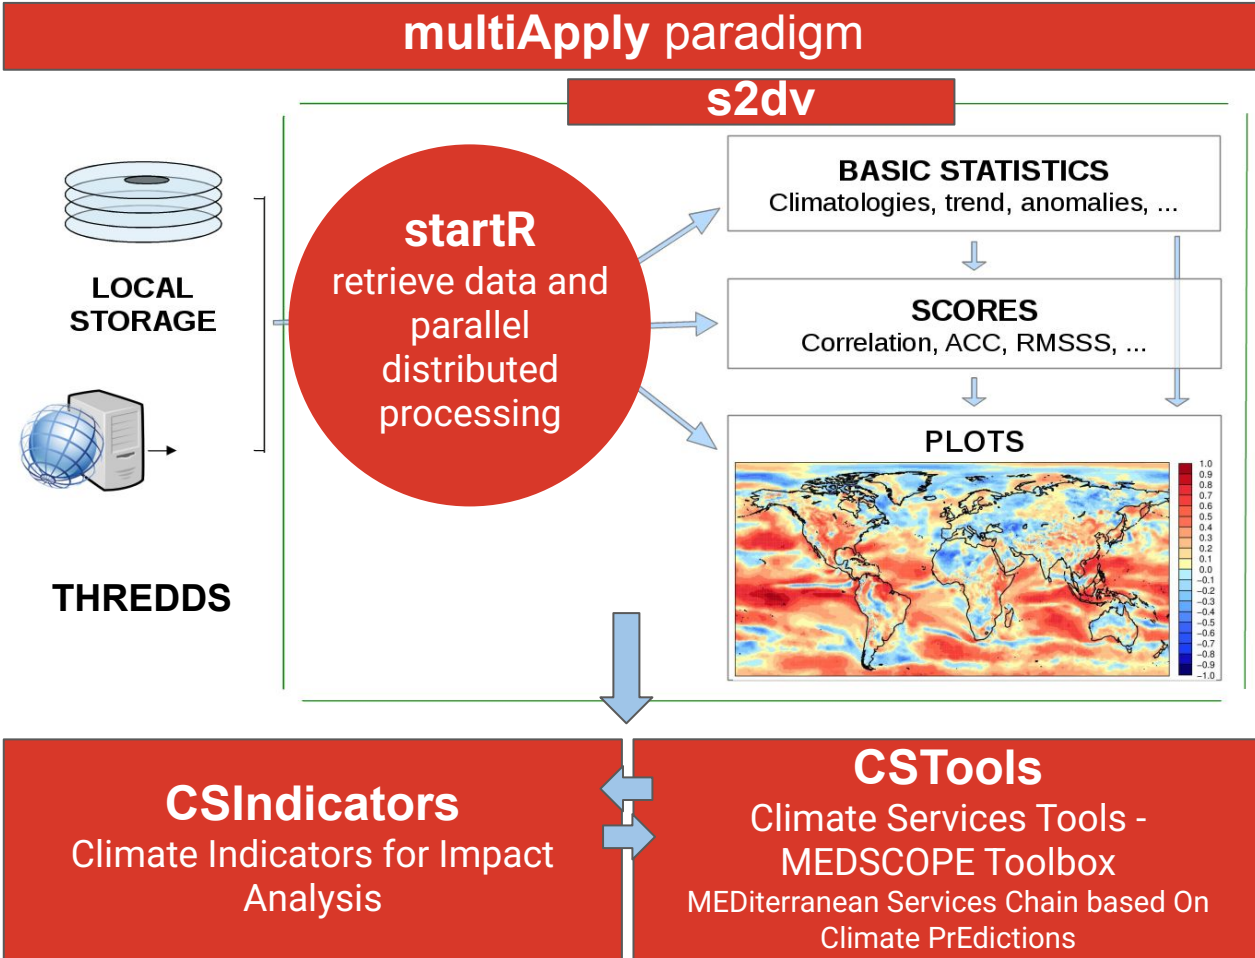 multiApply paradigm
s2dv
LOCAL
STORAGE
THREDDS
startR
retrieve data and
parallel
distributed
processing
BASIC STATISTICS
Climatologies, trend, anomalies, ...
SCORES
Correlation, ACC, RMSSS, ...
PLOTS
1.0
0.9
0.8
0.7
0.6
0.5
0.4
0.3
0.2
0.1
0.0
−0.1
−0.2
−0.3
−0.4
−0.5
−0.6
−0.7
−0.8
−0.9
−1.0
CSIndicators
Climate Indicators for Impact
Analysis
CSTools
Climate Services Tools -
MEDSCOPE Toolbox
MEDiterranean Services Chain based On
Climate PrEdictions